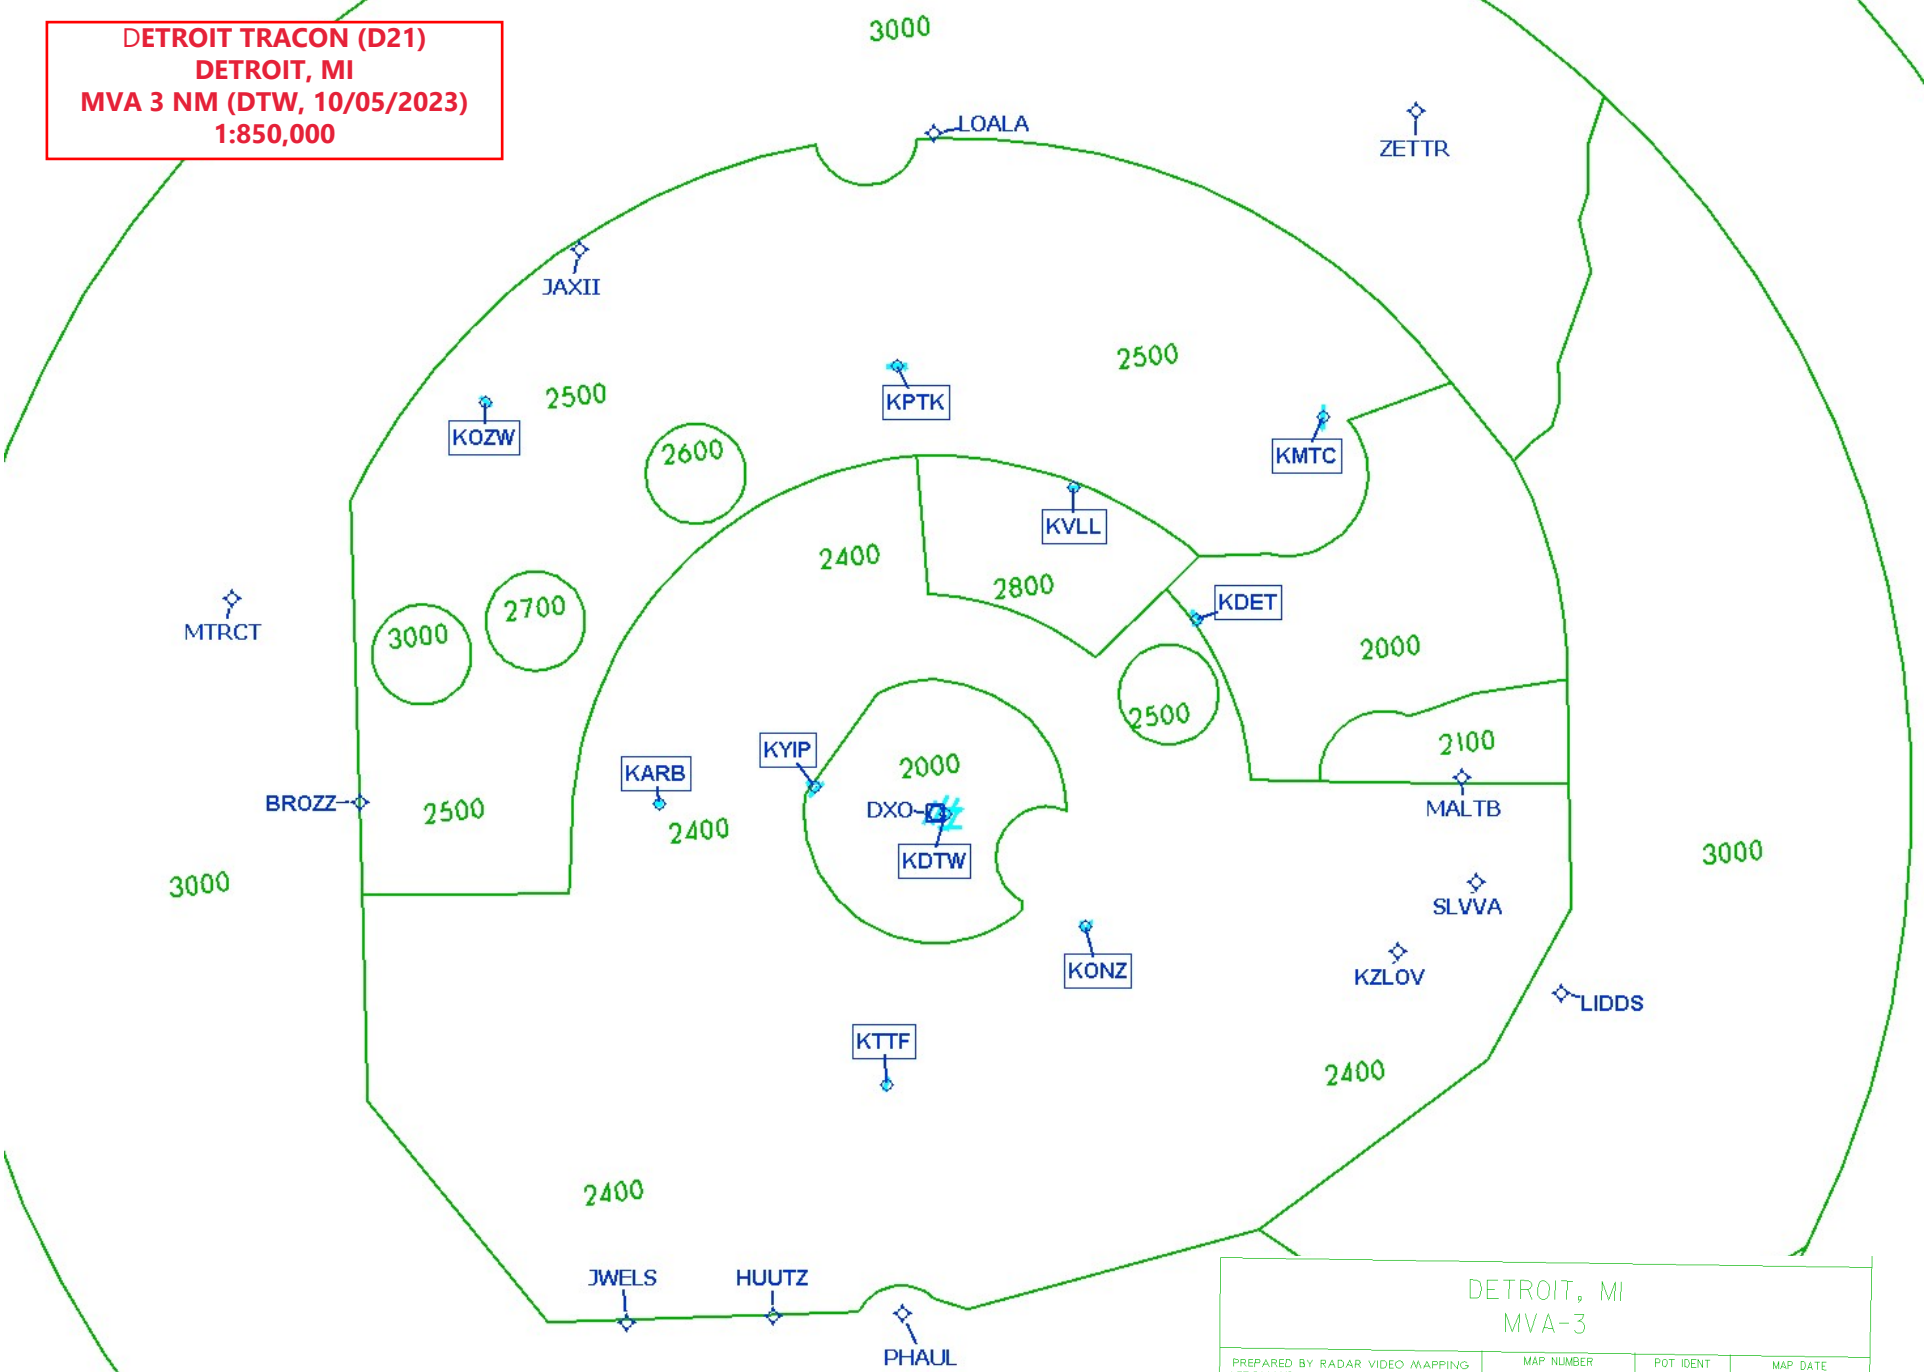 DETROIT TRACON (D21)
DETROIT, MI
MVA 3 NM (DTW, 10/05/2023)
1:850,000
3000
LOALA
ZETTR
JAXII
2500
2500
KPTK
KOZW
2600
KMTC
KVLL
2400
2800
KDET
2700
3000
MTRCT
2000
2500
2100
KYIP
KARB
2000
BROZZ
2500
DXO
2400
MALTB
KDTW
3000
3000
SLVVA
KONZ
KZLOV
LIDDS
KTTF
2400
2400
JWELS
HUUTZ
PHAUL
DETROIT, MI
MVA-3
PREPARED BY RADAR VIDEO MAPPING
MAP NUMBER
POT IDENT
MAP DATE